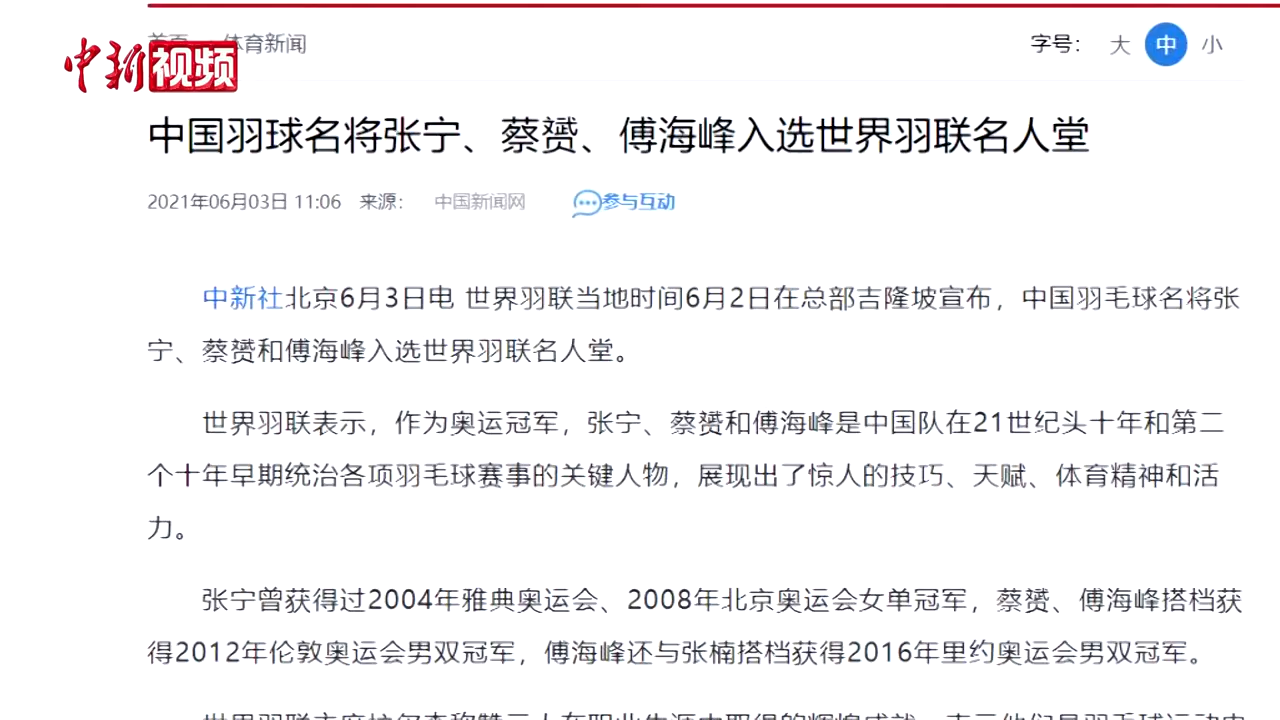 首页 体育新闻
中新视频
字号： 大 中 小
中国羽球名将张宁、蔡赟、傅海峰入选世界羽联名人堂
2021年06月03日 11:06 来源： 中国新闻网 参与互动
中新社北京6月3日电 世界羽联当地时间6月2日在总部吉隆坡宣布，中国羽毛球名将张
宁、蔡赟和傅海峰入选世界羽联名人堂。
世界羽联表示，作为奥运冠军，张宁、蔡赟和傅海峰是中国队在21世纪头十年和第二
个十年早期统治各项羽毛球赛事的关键人物，展现出了惊人的技巧、天赋、体育精神和活
力。
张宁曾获得过2004年雅典奥运会、2008年北京奥运会女单冠军，蔡赟、傅海峰搭档获
得2012年伦敦奥运会男双冠军，傅海峰还与张楠搭档获得2016年里约奥运会男双冠军。